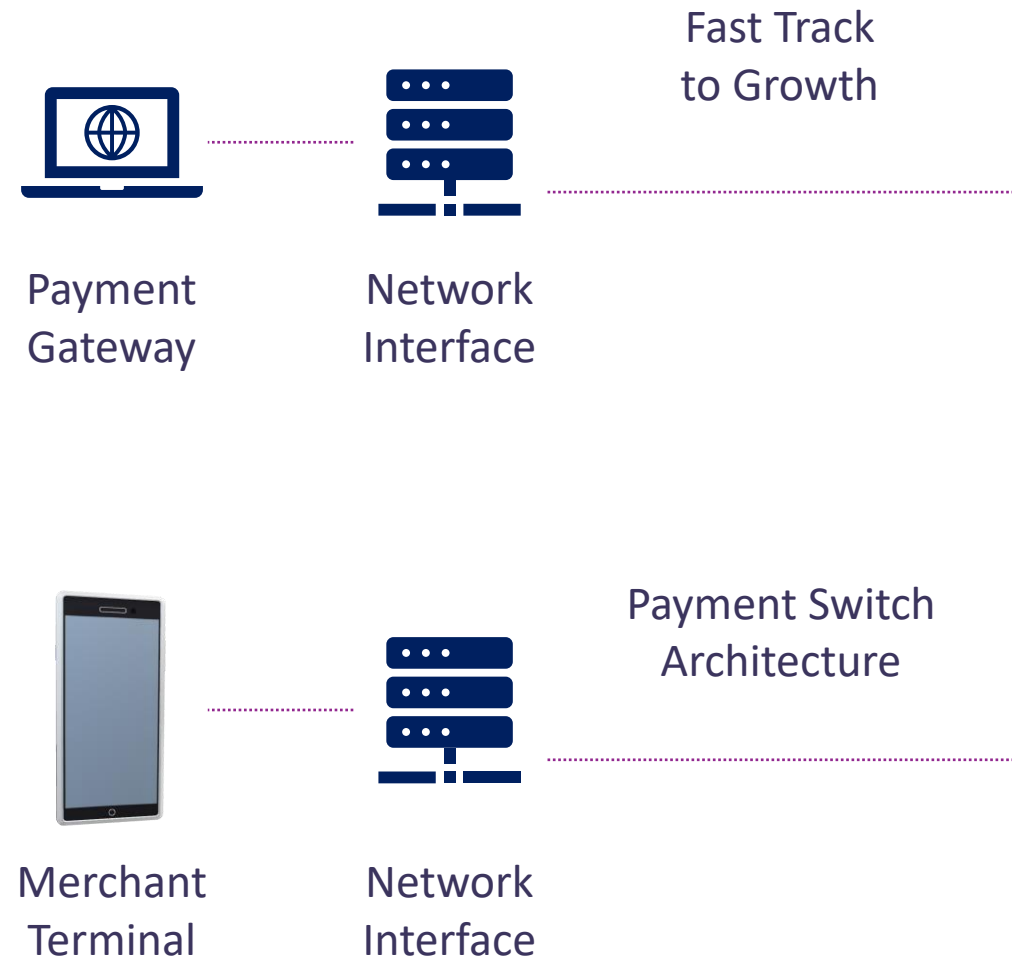 Fast Track
to Growth
Payment
Gateway
Network
Interface
Payment Switch
Architecture
Merchant
Terminal
Network
Interface